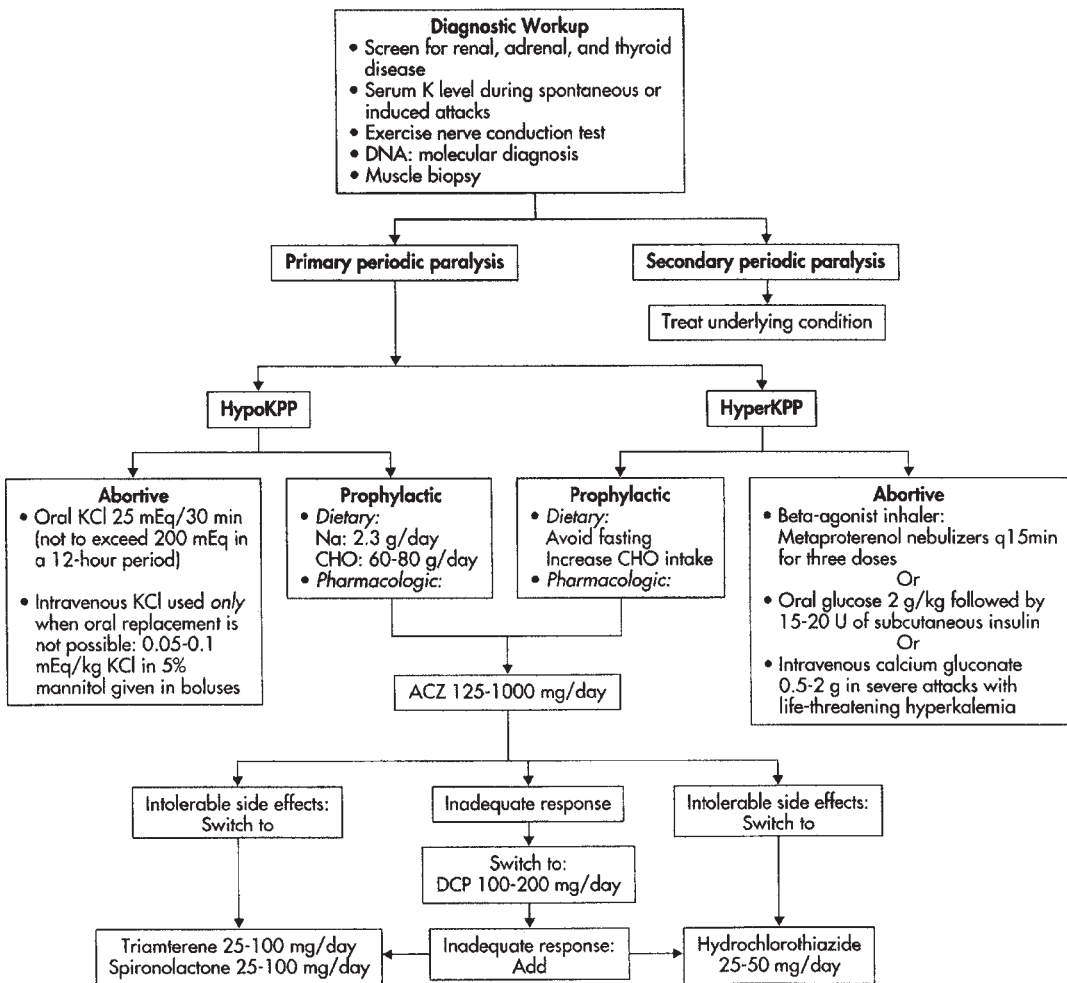 Diagnostic Workup
• Screen for renal, adrenal, and thyroid
disease
• Serum K level during spontaneous or
induced attacks
• Exercise nerve conduction test
• DNA: molecular diagnosis
• Muscle biopsy
Primary periodic paralysis
Secondary periodic paralysis
Treat underlying condition
HypoKPP
HyperKPP
Abortive
• Oral KCl 25 mEq/30 min
(not to exceed 200 mEq in
a 12-hour period)
• Intravenous KCl used only
when oral replacement is
not possible: 0.05-0.1
mEq/kg KCl in 5%
mannitol given in boluses
Prophylactic
• Dietary:
Na: 2.3 g/day
CHO: 60-80 g/day
• Pharmacologic:
Prophylactic
• Dietary:
Avoid fasting
Increase CHO intake
• Pharmacologic:
Abortive
• Beta-agonist inhaler:
Metaproterenol nebulizers q15min
for three doses
Or
• Oral glucose 2 g/kg followed by
15-20 U of subcutaneous insulin
Or
• Intravenous calcium gluconate
0.5-2 g in severe attacks with
life-threatening hyperkalemia
ACZ 125-1000 mg/day
Intolerable side effects:
Switch to
Inadequate response
Intolerable side effects:
Switch to
Switch to:
DCP 100-200 mg/day
Triamterene 25-100 mg/day
Spironolactone 25-100 mg/day
Inadequate response:
Add
Hydrochlorothiazide
25-50 mg/day